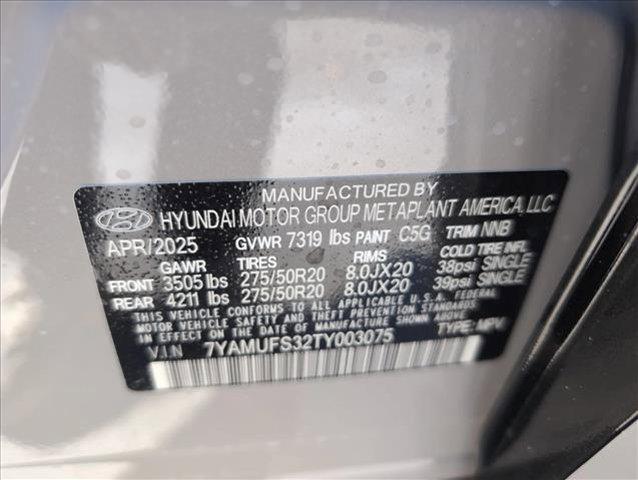 MANUFACTURED BY
HYUNDAI MOTOR GROUP METAPLANT AMERICA, LLC
APR/2025 GVWR 7319 lbs PAINT C5G TRIM NNB
GAWR TIRES RIMS COLD TIRE INFL
FRONT 3505 lbs 275/50R20 8.0JX20 38psi SINGLE
REAR 4211 lbs 275/50R20 8.0JX20 39psi SINGLE
THIS VEHICLE CONFORMS TO ALL APPLICABLE U.S.A. FEDERAL
MOTOR VEHICLE SAFETY AND THEFT PREVENTION STANDARDS
IN EFFECT ON THE DATE OF MANUFACTURE SHOWN ABOVE.
V.I.N 7YAMUFS32TY003075 TYPE: MPV